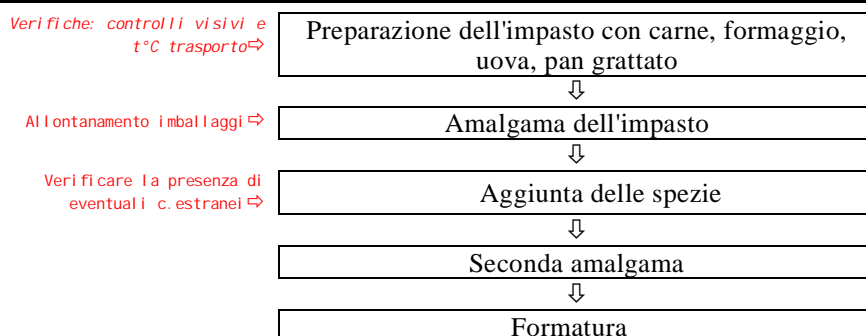 Verifiche: controlli visivi e
t°C trasporto⇨
Preparazione dell'impasto con carne, formaggio,
uova, pan grattato
⇩
Allontanamento imballaggi⇨
Amalgama dell'impasto
⇩
Verificare la presenza di
eventuali c.estranei⇨
Aggiunta delle spezie
⇩
Seconda amalgama
⇩
Formatura